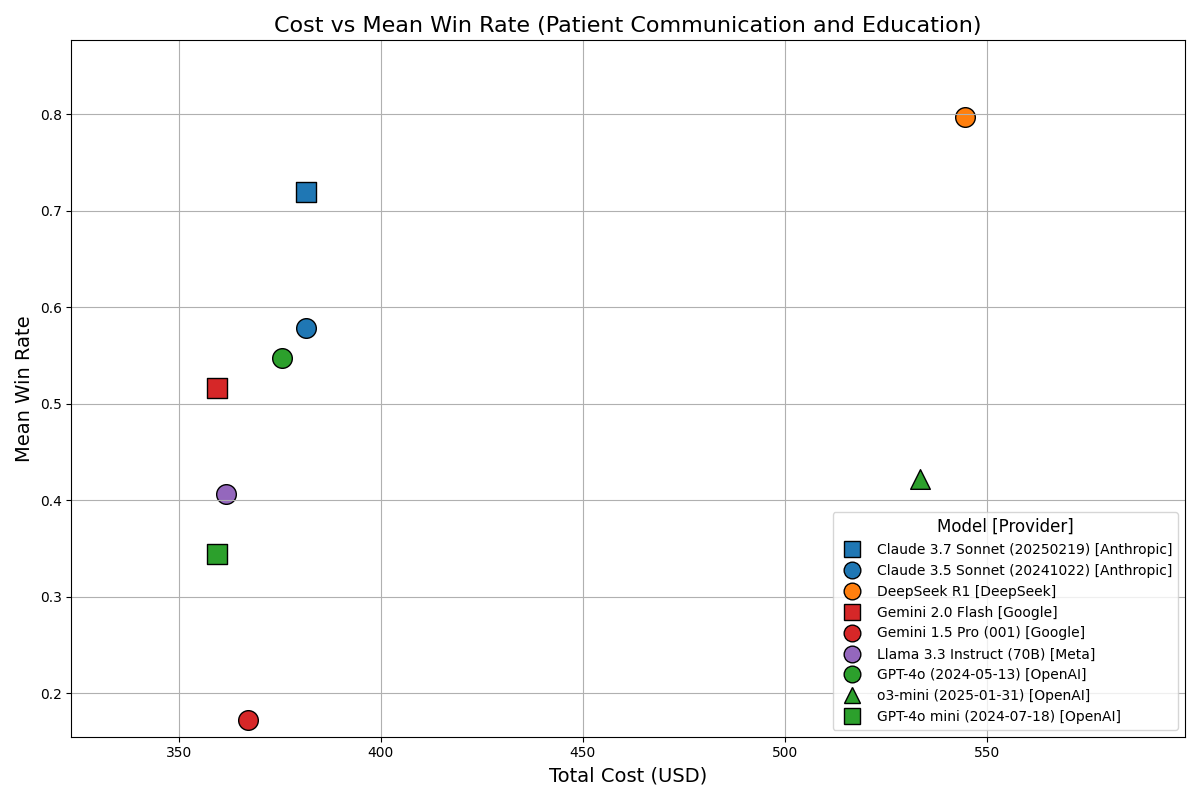 Cost vs Mean Win Rate (Patient Communication and Education)
Mean Win Rate
0.8
0.7
0.6
0.5
0.4
0.3
0.2
Model [Provider]
Claude 3.7 Sonnet (20250219) [Anthropic]
Claude 3.5 Sonnet (20241022) [Anthropic]
DeepSeek R1 [DeepSeek]
Gemini 2.0 Flash [Google]
Gemini 1.5 Pro (001) [Google]
Llama 3.3 Instruct (70B) [Meta]
GPT-4o (2024-05-13) [OpenAI]
o3-mini (2025-01-31) [OpenAI]
GPT-4o mini (2024-07-18) [OpenAI]
350 400 450 500 550
Total Cost (USD)